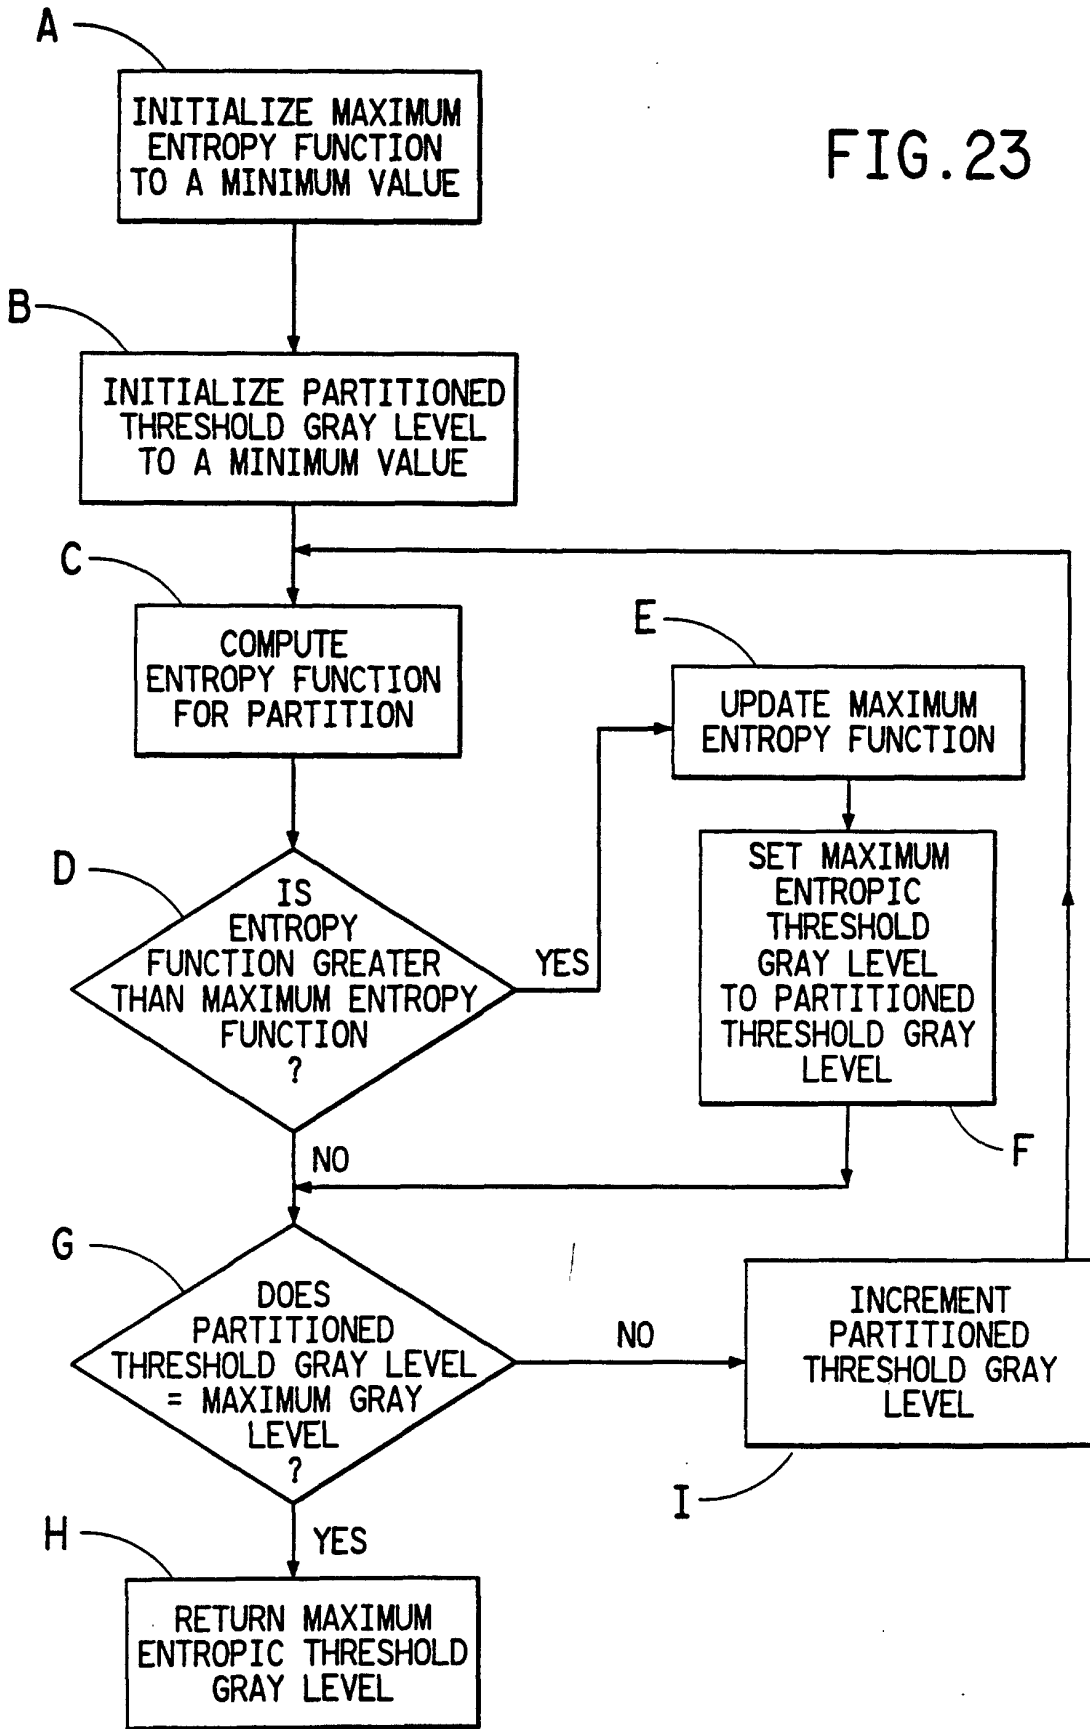 A
INITIALIZE MAXIMUM
ENTROPY FUNCTION
TO A MINIMUM VALUE
FIG.23
B
INITIALIZE PARTITIONED
THRESHOLD GRAY LEVEL
TO A MINIMUM VALUE
C
COMPUTE
ENTROPY FUNCTION
FOR PARTITION
D
IS
ENTROPY
FUNCTION GREATER
THAN MAXIMUM ENTROPY
FUNCTION
?
YES
NO
E
UPDATE MAXIMUM
ENTROPY FUNCTION
SET MAXIMUM
ENTROPIC
THRESHOLD
GRAY LEVEL
TO PARTITIONED
THRESHOLD GRAY
LEVEL
F
G
DOES
PARTITIONED
THRESHOLD GRAY LEVEL
= MAXIMUM GRAY
LEVEL
?
NO
YES
INCREMENT
PARTITIONED
THRESHOLD GRAY
LEVEL
I
H
RETURN MAXIMUM
ENTROPIC THRESHOLD
GRAY LEVEL